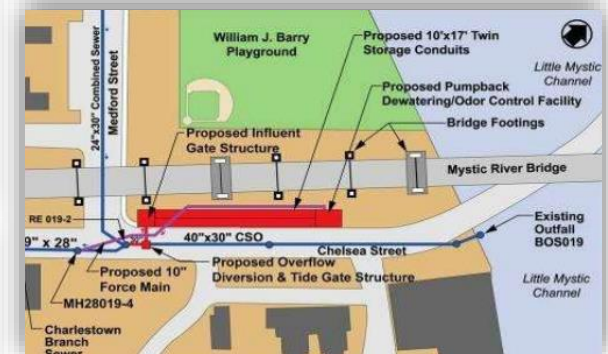 William J. Barry
Playground
Proposed 10'x17' Twin
Storage Conduits
Little Mystic
Channel
24"x30" Combined Sewer
Medford Street
Proposed Pumpback
Dewatering/Odor Control Facility
Proposed Influent
Gate Structure
Bridge Footings
Mystic River Bridge
RE 019-2
9" x 28"
40"x30" CSO
Chelsea Street
Existing
Outfall
BOS019
Proposed 10"
Force Main
Proposed Overflow
Diversion & Tide Gate Structure
MH28019-4
Little Mystic
Channel
Charlestown
Branch
Sewer